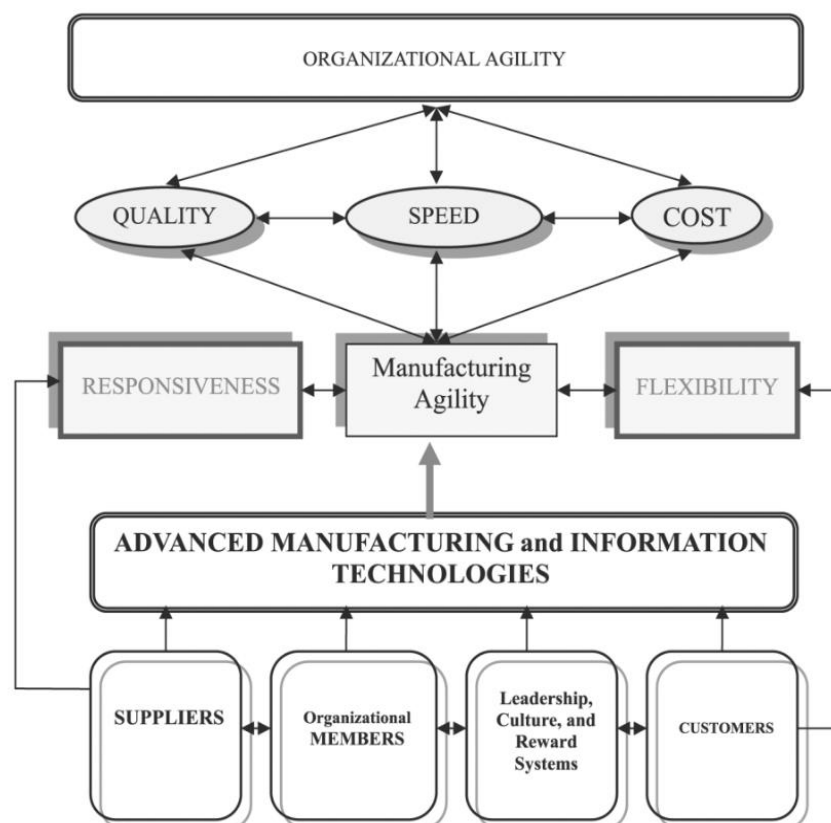 ORGANIZATIONAL AGILITY
QUALITY
SPEED
COST
RESPONSIVENESS
Manufacturing
Agility
FLEXIBILITY
ADVANCED MANUFACTURING and INFORMATION
TECHNOLOGIES
SUPPLIERS
Organizational
MEMBERS
Leadership,
Culture, and
Reward
Systems
CUSTOMERS